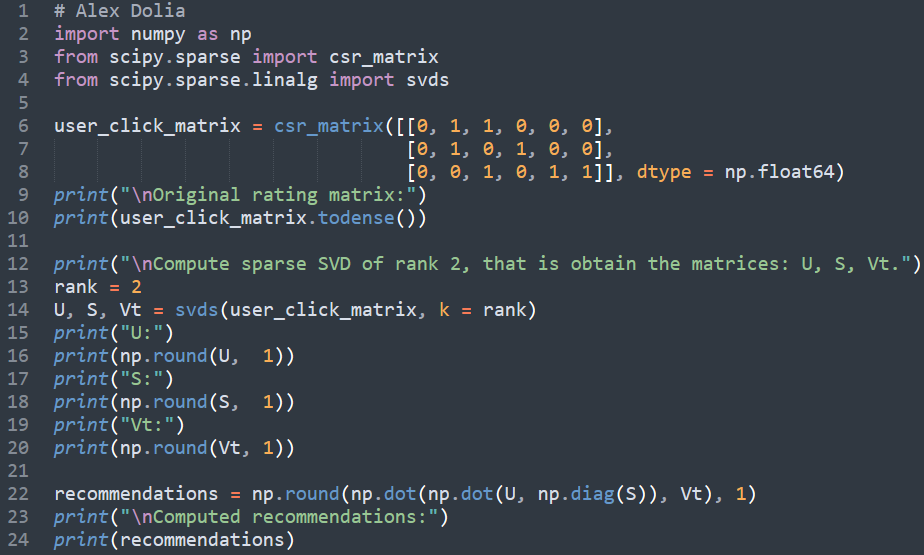 1 # Alex Dolia
2 import numpy as np
3 from scipy.sparse import csr_matrix
4 from scipy.sparse.linalg import svds
5
6 user_click_matrix = csr_matrix([[0, 1, 1, 0, 0, 0],
7                                 [0, 1, 0, 1, 0, 0],
8                                 [0, 0, 1, 0, 1, 1]], dtype = np.float64)
9 print("\nOriginal rating matrix:")
10 print(user_click_matrix.todense())
11
12 print("\nCompute sparse SVD of rank 2, that is obtain the matrices: U, S, Vt.")
13 rank = 2
14 U, S, Vt = svds(user_click_matrix, k = rank)
15 print("U:")
16 print(np.round(U,  1))
17 print("S:")
18 print(np.round(S,  1))
19 print("Vt:")
20 print(np.round(Vt, 1))
21
22 recommendations = np.round(np.dot(np.dot(U, np.diag(S)), Vt), 1)
23 print("\nComputed recommendations:")
24 print(recommendations)